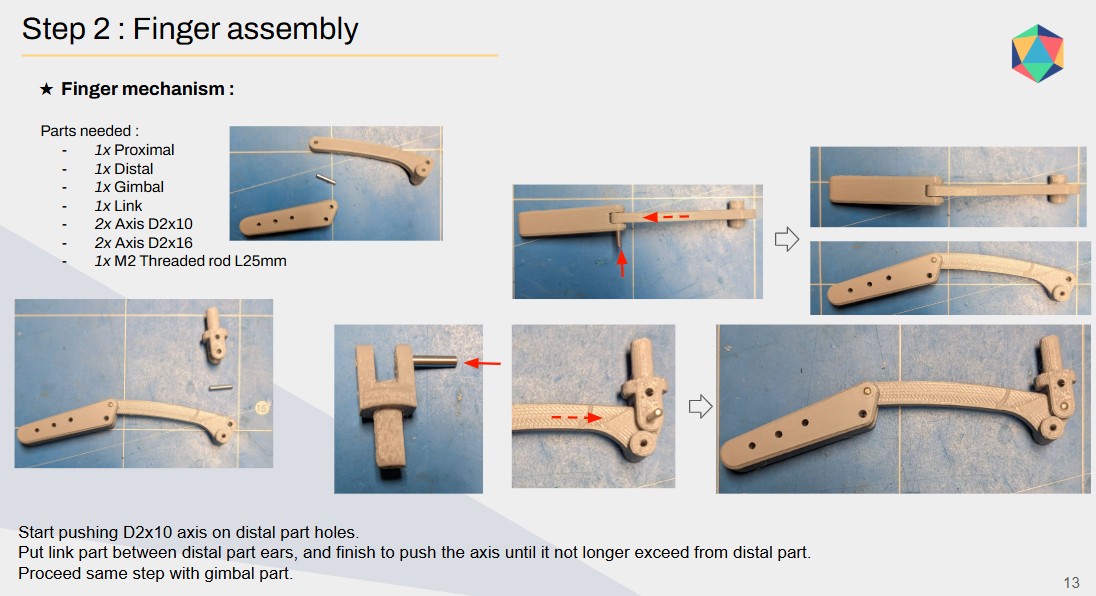 Step 2 : Finger assembly
★ Finger mechanism :
Parts needed :
- 1x Proximal
- 1x Distal
- 1x Gimbal
- 1x Link
- 2x Axis D2x10
- 2x Axis D2x16
- 1x M2 Threaded rod L25mm
Start pushing D2x10 axis on distal part holes.
Put link part between distal part ears, and finish to push the axis until it not longer exceed from distal part.
Proceed same step with gimbal part.
13